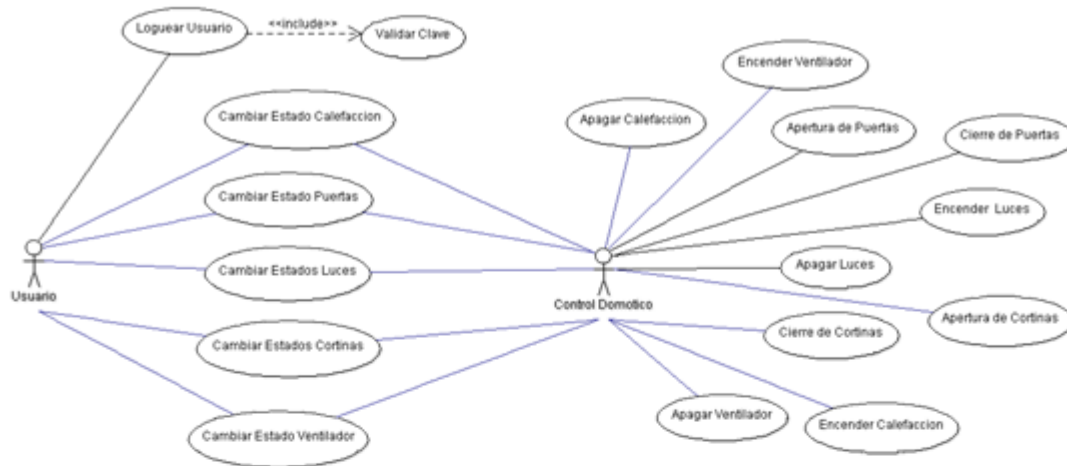 Loguear Usuario
<<include>>
Validar Clave
Encender Ventilador
Cambiar Estado Calefaccion
Apagar Calefaccion
Apertura de Puertas
Cierre de Puertas
Cambiar Estado Puertas
Encender Luces
Cambiar Estados Luces
Apagar Luces
Usuario
Control Domotico
Apertura de Cortinas
Cierre de Cortinas
Cambiar Estados Cortinas
Apagar Ventilador
Encender Calefaccion
Cambiar Estado Ventilador